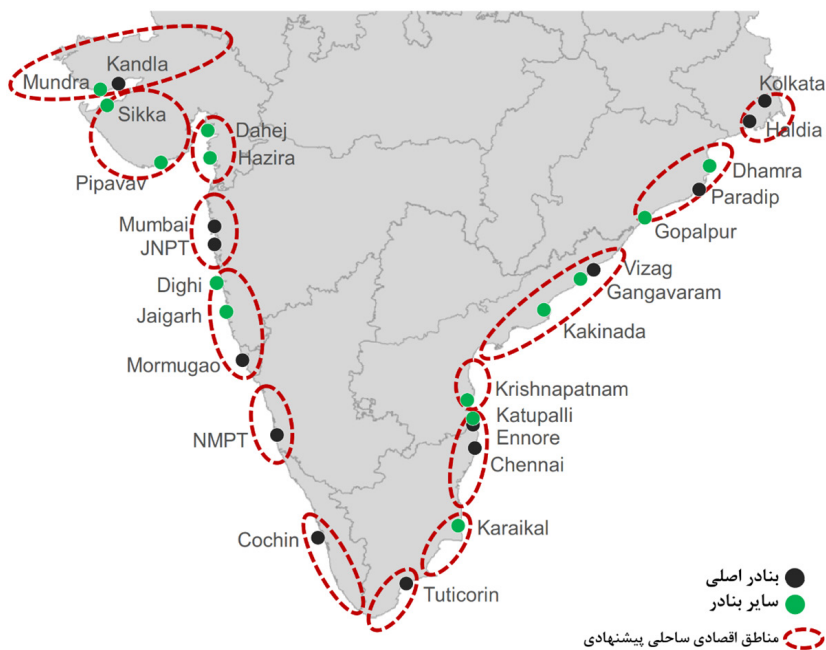 Kandla
Mundra
Sikka
Pipavav
Dahej
Hazira
Mumbai
JNPT
Dighi
Jaigarh
Mormugao
NMPT
Cochin
Kolkata
Haldia
Dhamra
Paradip
Gopalpur
Vizag
Gangavaram
Kakinada
Krishnapatnam
Katupalli
Ennore
Chennai
Karaikal
Tuticorin
بنادر اصلی
سایر بنادر
مناطق اقصادی ساحلی پیشنهادی